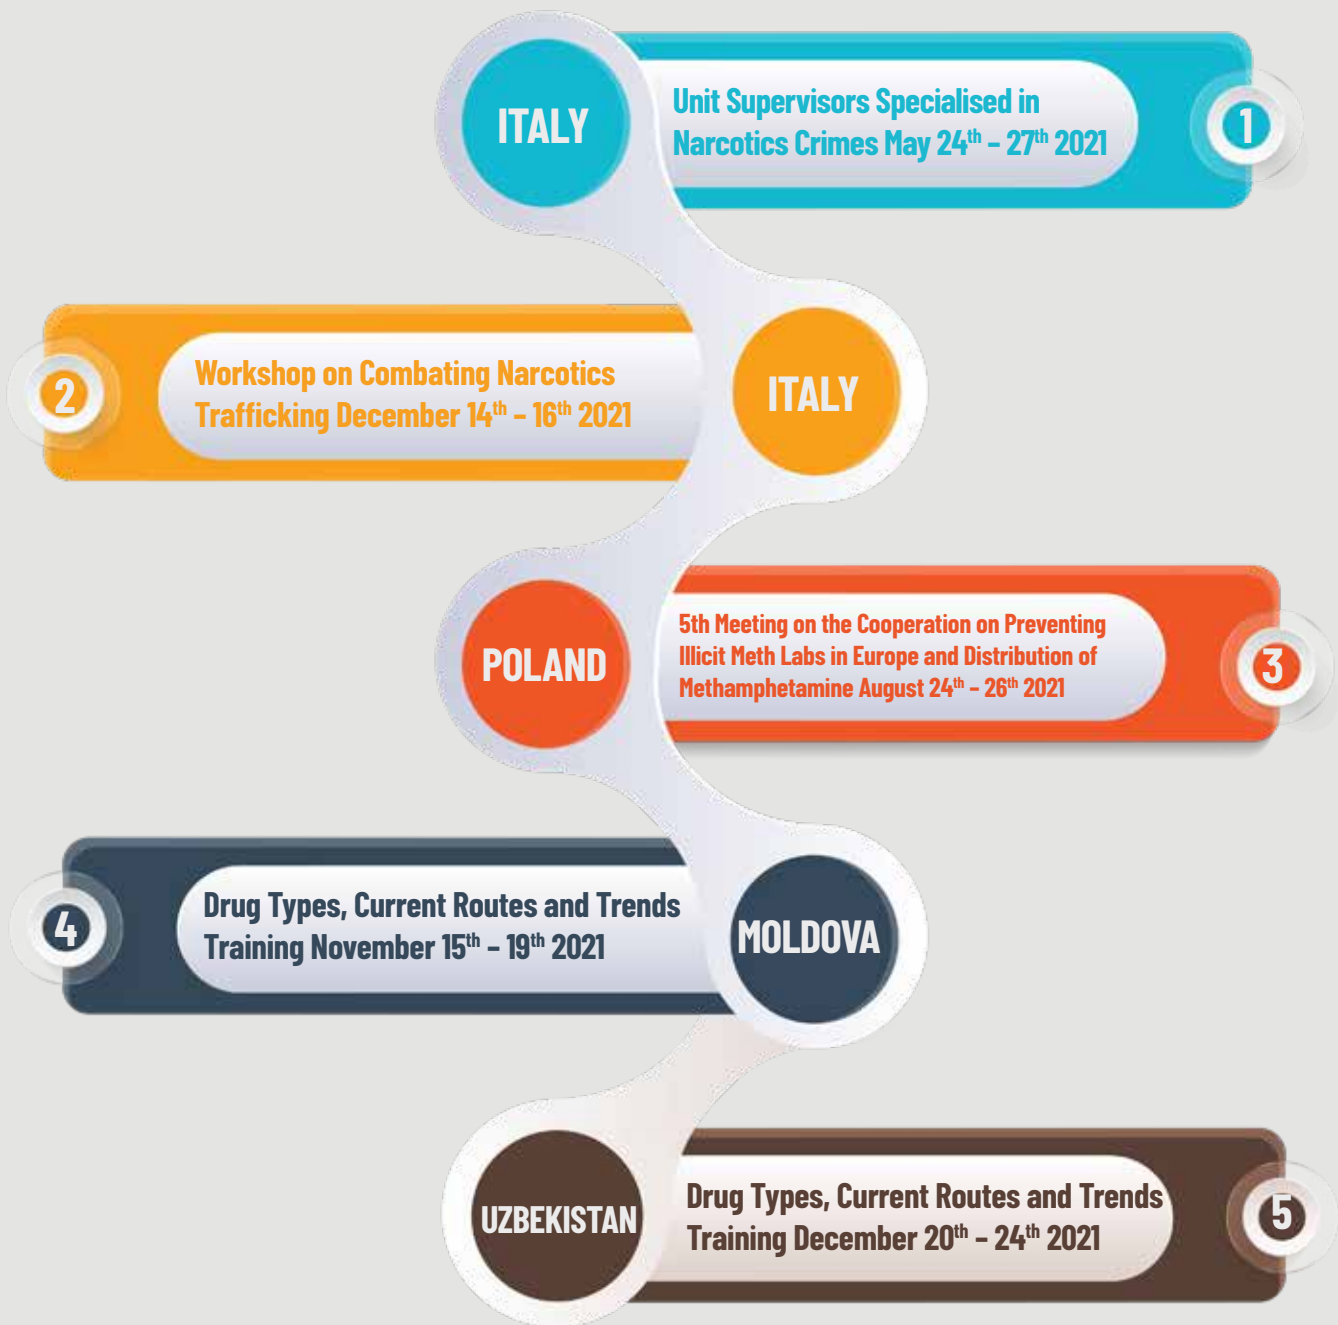 ITALY
Unit Supervisors Specialised in
Narcotics Crimes May 24th – 27th 2021
1
2
Workshop on Combating Narcotics
Trafficking December 14th – 16th 2021
ITALY
POLAND
5th Meeting on the Cooperation on Preventing
Illicit Meth Labs in Europe and Distribution of
Methamphetamine August 24th – 26th 2021
3
4
Drug Types, Current Routes and Trends
Training November 15th – 19th 2021
MOLDOVA
UZBEKISTAN
Drug Types, Current Routes and Trends
Training December 20th – 24th 2021
5